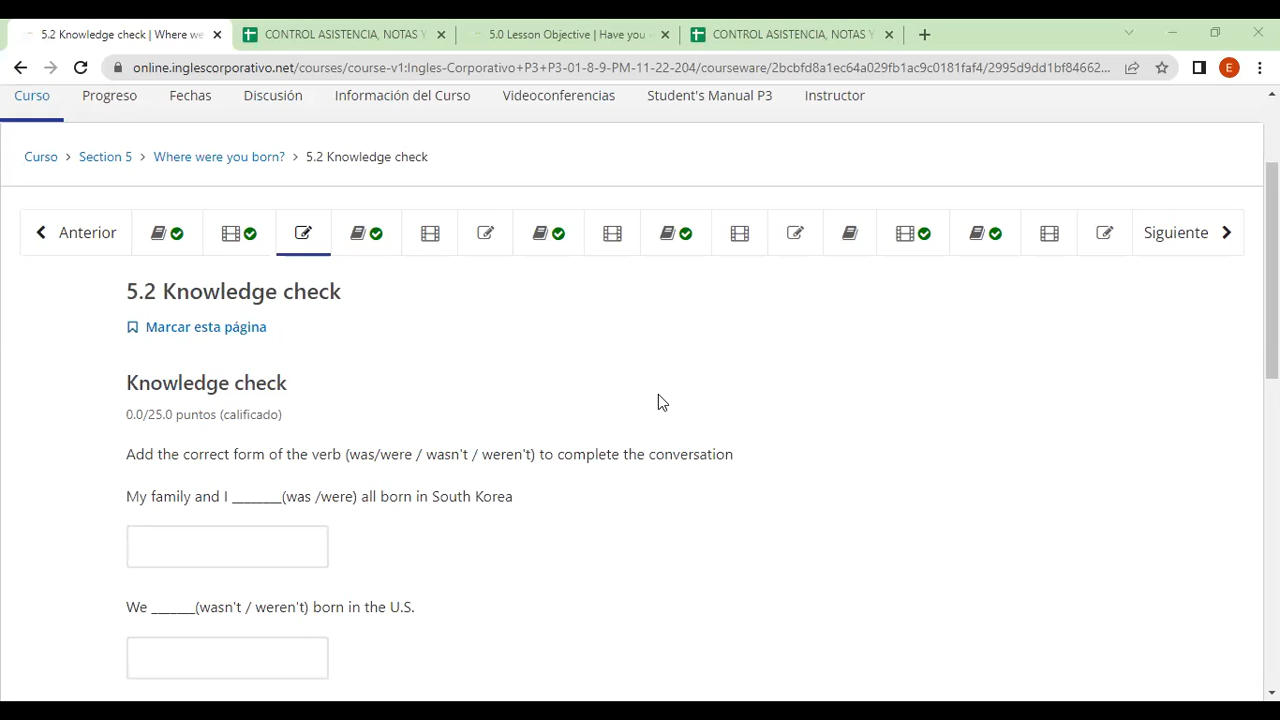 5.2 Knowledge check | Where we
CONTROL ASISTENCIA, NOTAS Y
5.0 Lesson Objective | Have you
CONTROL ASISTENCIA, NOTAS Y
online.inglescorporativo.net/courses/course-v1:Ingles-Corporativo+P3+P3-01-8-9-PM-11-22-204/courseware/2bcbfd8a1ec64a029fb1ac9c0181faf4/2995d9dd1bf84662...
E
Curso Progreso Fechas Discusión Información del Curso Videoconferencias Student's Manual P3 Instructor
Curso > Section 5 > Where were you born? > 5.2 Knowledge check
Anterior
Siguiente
5.2 Knowledge check
Marcar esta página
Knowledge check
0.0/25.0 puntos (calificado)
Add the correct form of the verb (was/were / wasn't / weren't) to complete the conversation
My family and I ________(was /were) all born in South Korea
We _______(wasn't / weren't) born in the U.S.